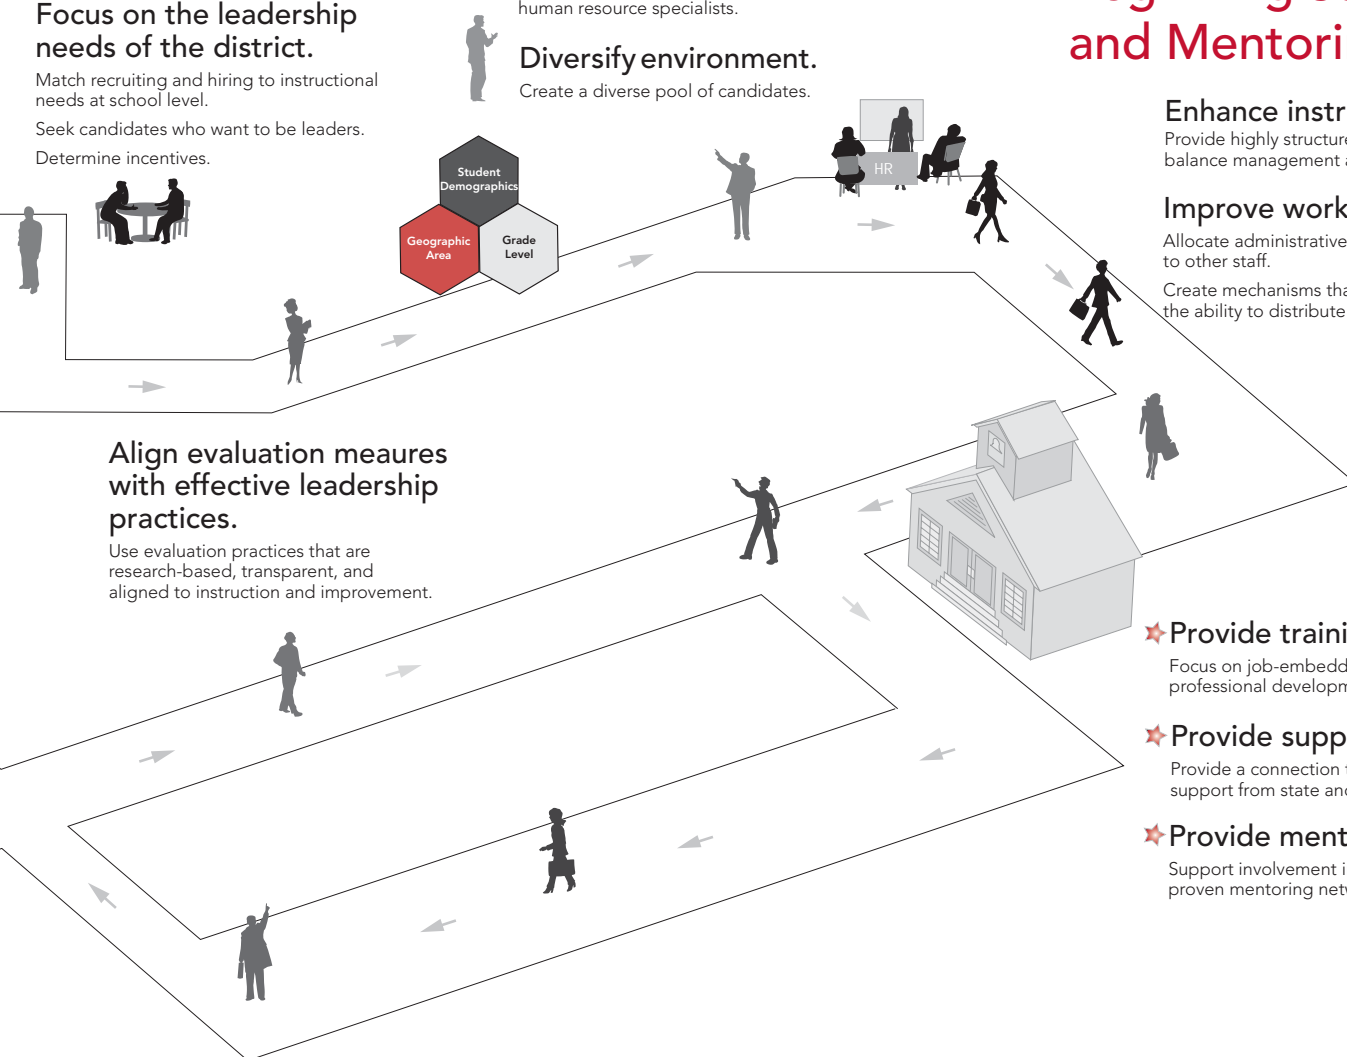 Focus on the leadership
needs of the district.
Match recruiting and hiring to instructional
needs at school level.
Seek candidates who want to be leaders.
Determine incentives.
human resource specialists.
Diversify environment.
Create a diverse pool of candidates.
Student
Demographics
Geographic
Area
Grade
Level
HR
and Mentori
Enhance instr
Provide highly structure
balance management a
Improve work
Allocate administrative
to other staff.
Create mechanisms tha
the ability to distribute
Align evaluation meaures
with effective leadership
practices.
Use evaluation practices that are
research-based, transparent, and
aligned to instruction and improvement.
Provide traini
Focus on job-embedd
professional developm
Provide supp
Provide a connection t
support from state and
Provide ment
Support involvement i
proven mentoring netw